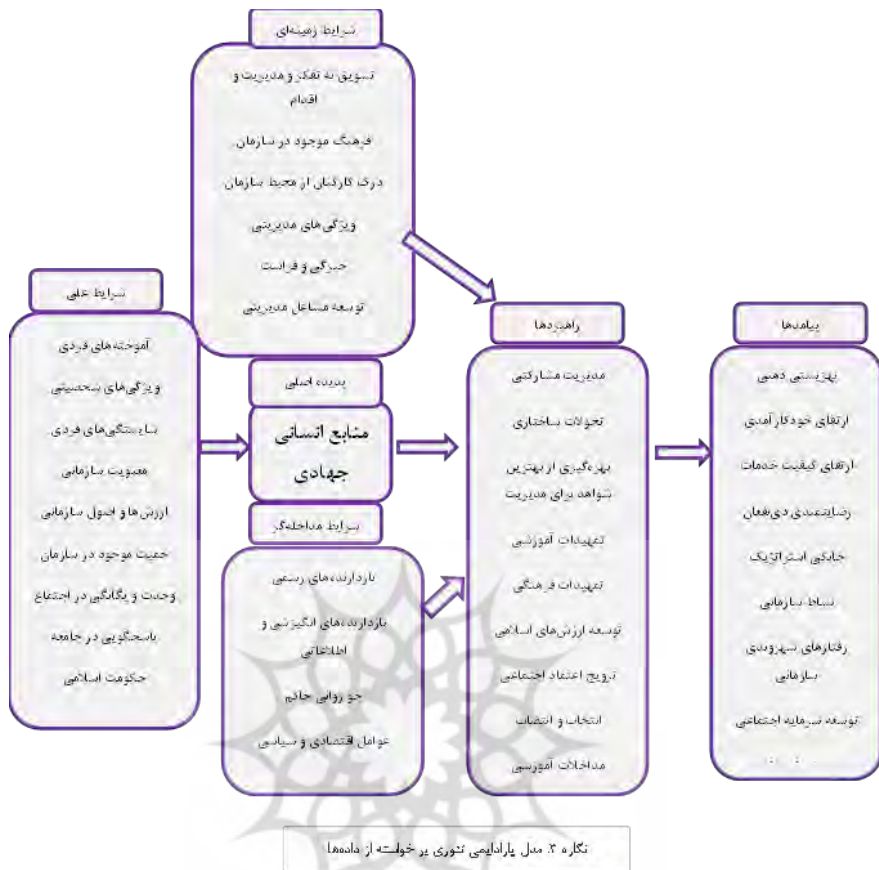 شرایط زمینه‌ای
تشویق به تفکر و مدیریت و
اقدام
فرهنگ موجود در سازمان
درک کارکنان از محیط سازمان
ویژگی‌های مدیریتی
خبرگی و فراست
توسعه مشاغل مدیریتی
شرایط علی
آموخته‌های فردی
ویژگی‌های شخصیتی
شایستگی‌های فردی
معنویت سازمانی
ارزش‌ها و اصول سازمانی
جمعیت موجود در سازمان
وحدت و یگانگی در اجتماع
پاسخگویی در جامعه
حکومت اسلامی
پدیده اصلی
منابع انسانی
جهادی
شرایط مداخله‌گر
بازدارنده‌های رسمی
بازدارنده‌های انگیزشی و
اطلاعاتی
جو روانی حاکم
عوامل اقتصادی و سیاسی
راهبردها
مدیریت مشارکتی
تحولات ساختاری
بهره‌گیری از بهترین
شواهد برای مدیریت
تمهیدات آموزشی
تمهیدات فرهنگی
توسعه ارزش‌های اسلامی
ترویج اعتماد اجتماعی
انتخاب و انتصاب
مداخلات آموزشی
پیامدها
بهزیستی ذهنی
ارتقای خودکارآمدی
ارتقای کیفیت خدمات
رضایتمندی ذی‌نفعان
چابکی استراتژیک
نشاط سازمانی
رفتارهای شهروندی
سازمانی
توسعه سرمایه اجتماعی
نگاره ۳. مدل پارادایمی تئوری بر خواسته از داده‌ها